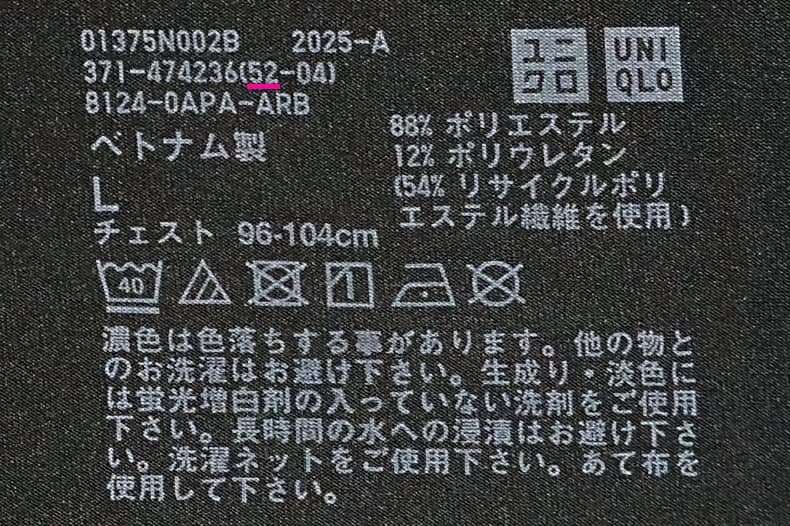 01375N002B 2025-A
371-474236(52-04)
8124-0APA-ARB
ユニクロ
UNIQLO
ベトナム製
L
チェスト 96-104cm
88% ポリエステル
12% ポリウレタン
(54% リサイクルポリ
エステル繊維を使用)
40
濃色は色落ちする事があります。他の物と
のお洗濯はお避け下さい。生成り・淡色に
は蛍光増白剤の入っていない洗剤をご使用
下さい。長時間の水への浸漬はお避け下さ
い。洗濯ネットをご使用下さい。あて布を
使用して下さい。